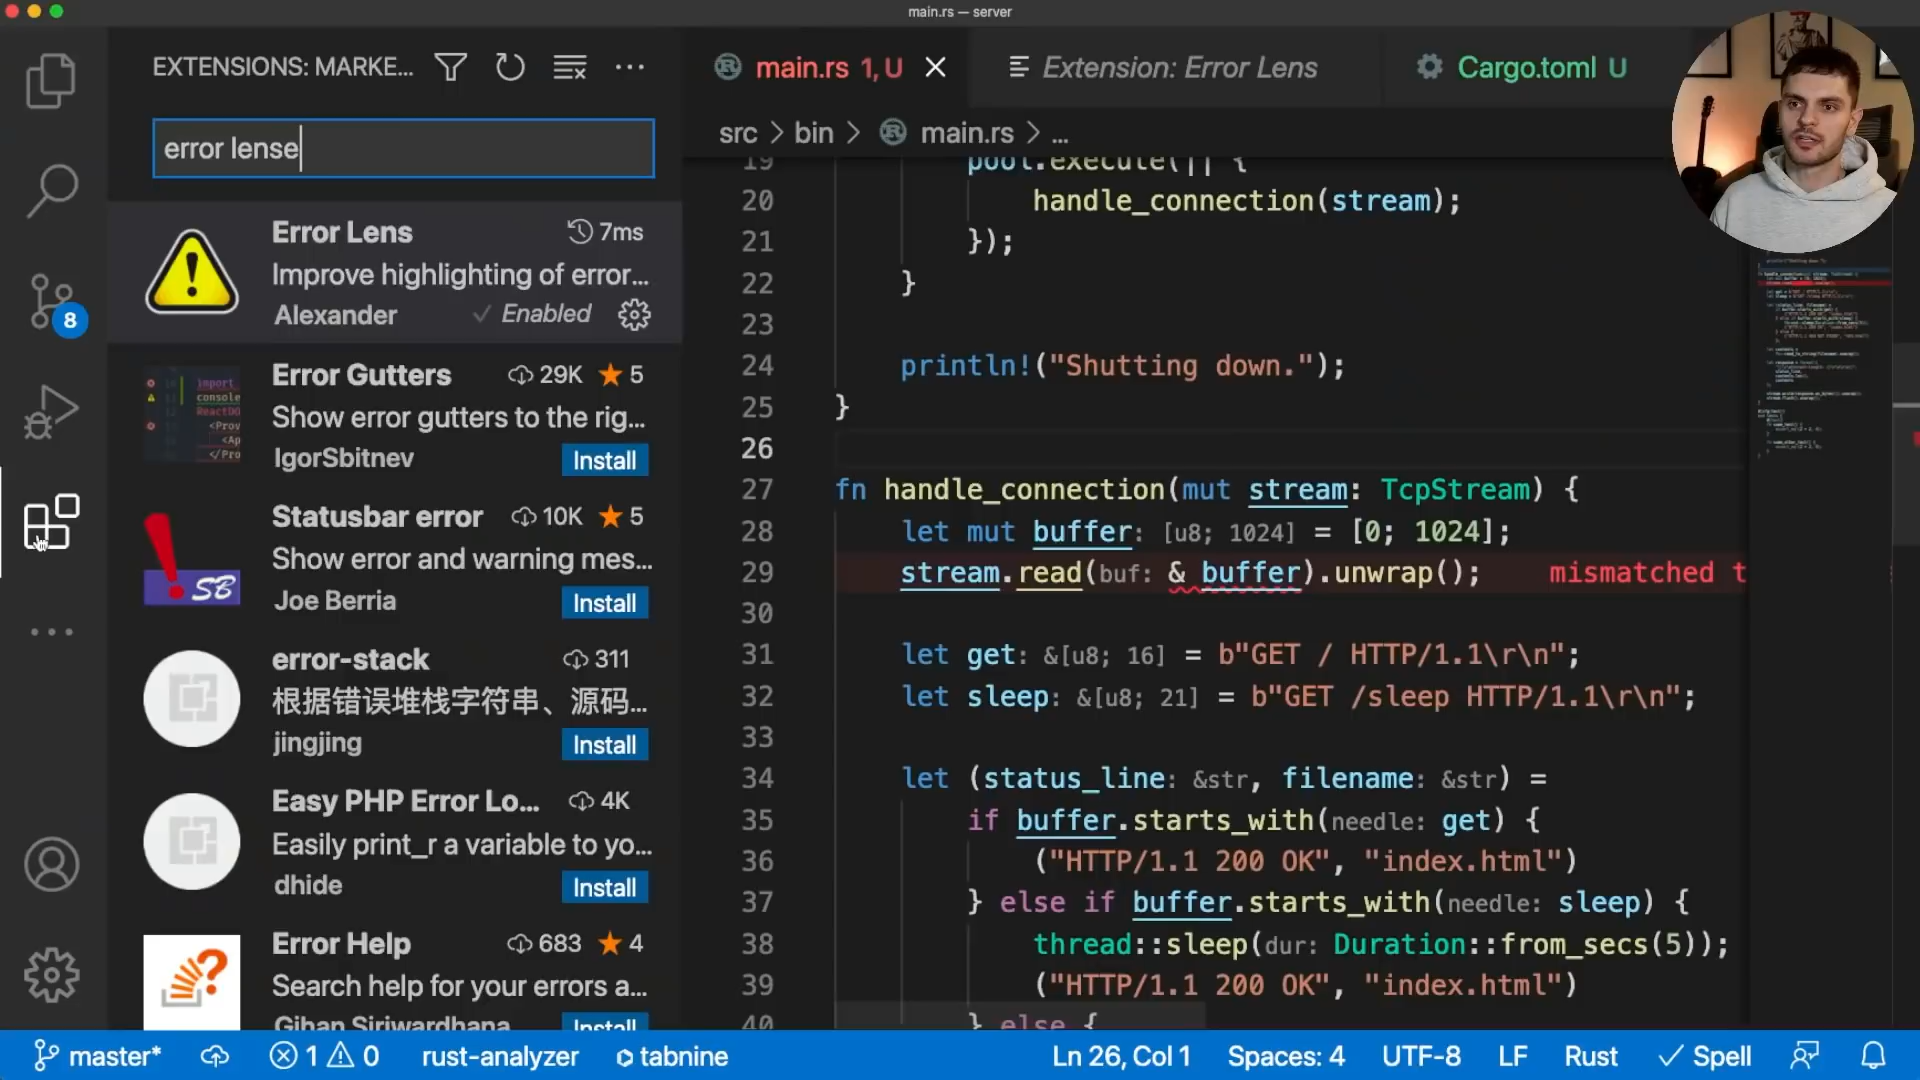 main.rs — server
EXTENSIONS: MARKE...
error lense
Error Lens 7ms
Improve highlighting of error...
Alexander Enabled
Error Gutters 29K 5
Show error gutters to the rig...
IgorSbitnev Install
Statusbar error 10K 5
Show error and warning mes...
SB
Joe Berria Install
error-stack 311
根据错误堆栈字符串、源码...
jingjing Install
Easy PHP Error Lo... 4K
Easily print_r a variable to yo...
dhide Install
Error Help 683 4
Search help for your errors a...
Gihan Siriwardhana Install
8
main.rs 1, U
Extension: Error Lens
Cargo.toml U
src > bin > main.rs > ...
19 pool.execute(|| {
20 handle_connection(stream);
21 });
22 }
23
24 println!("Shutting down.");
25 }
26
27 fn handle_connection(mut stream: TcpStream) {
28 let mut buffer: [u8; 1024] = [0; 1024];
29 stream.read(buf: & buffer).unwrap(); mismatched t
30
31 let get: &[u8; 16] = b"GET / HTTP/1.1\r\n";
32 let sleep: &[u8; 21] = b"GET /sleep HTTP/1.1\r\n";
33
34 let (status_line: &str, filename: &str) =
35 if buffer.starts_with(needle: get) {
36 ("HTTP/1.1 200 OK", "index.html")
37 } else if buffer.starts_with(needle: sleep) {
38 thread::sleep(dur: Duration::from_secs(5));
39 ("HTTP/1.1 200 OK", "index.html")
40 } else {
master* 1 0 rust-analyzer tabnine Ln 26, Col 1 Spaces: 4 UTF-8 LF Rust Spell